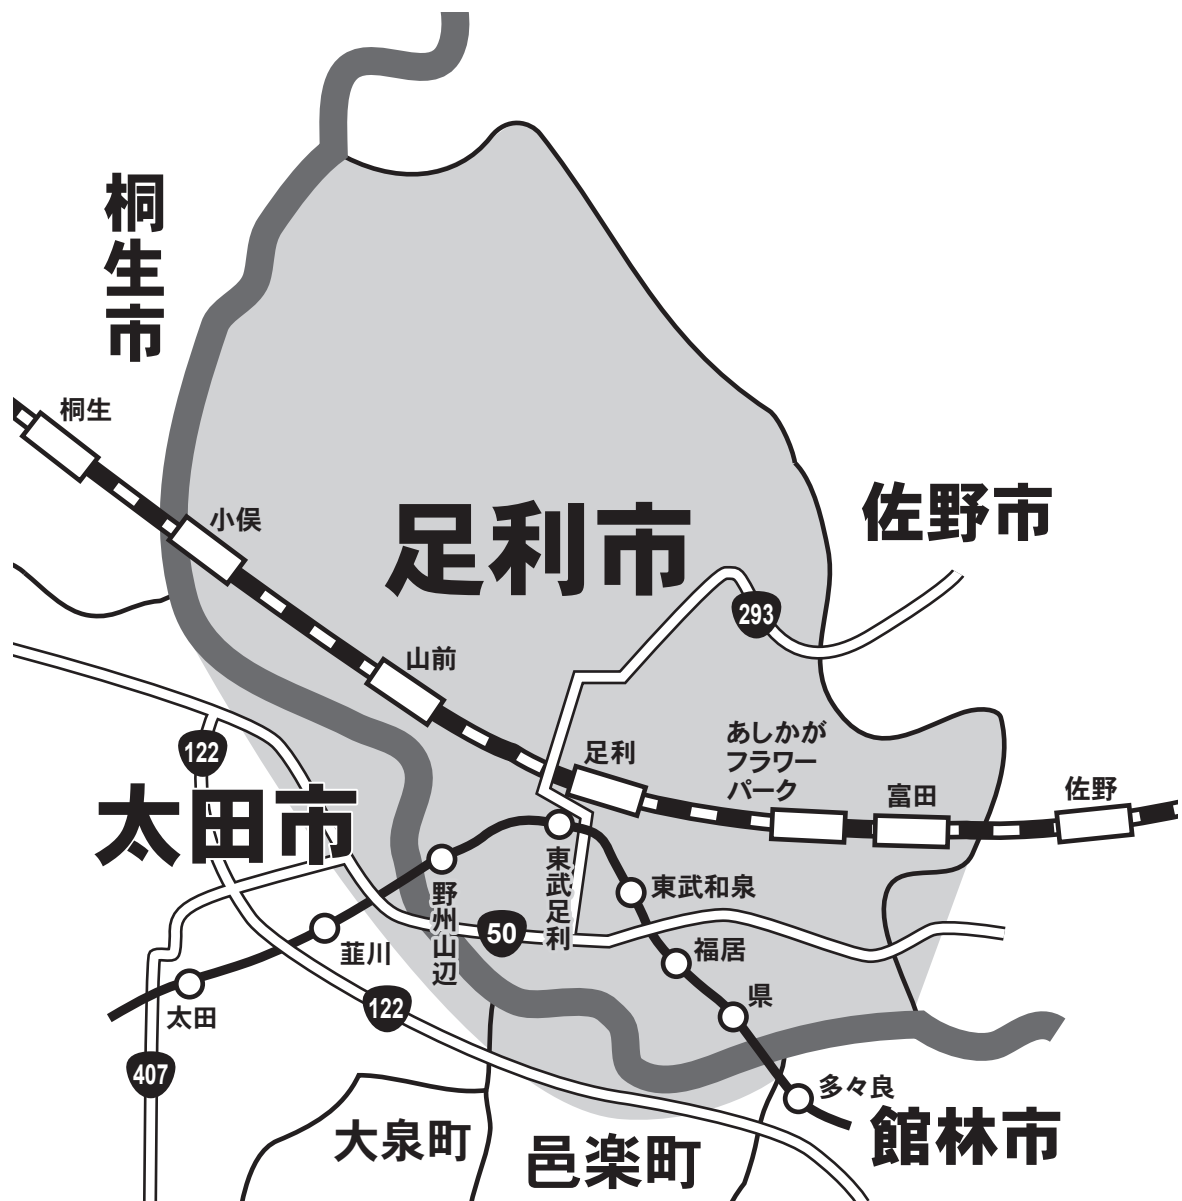 桐生市
桐生
小俣
足利市
佐野市
293
山前
足利
あしかが
フラワー
パーク
富田
佐野
122
太田市
東武足利
野州山辺
東武和泉
50
韮川
福居
太田
122
県
407
多々良
館林市
大泉町
邑楽町